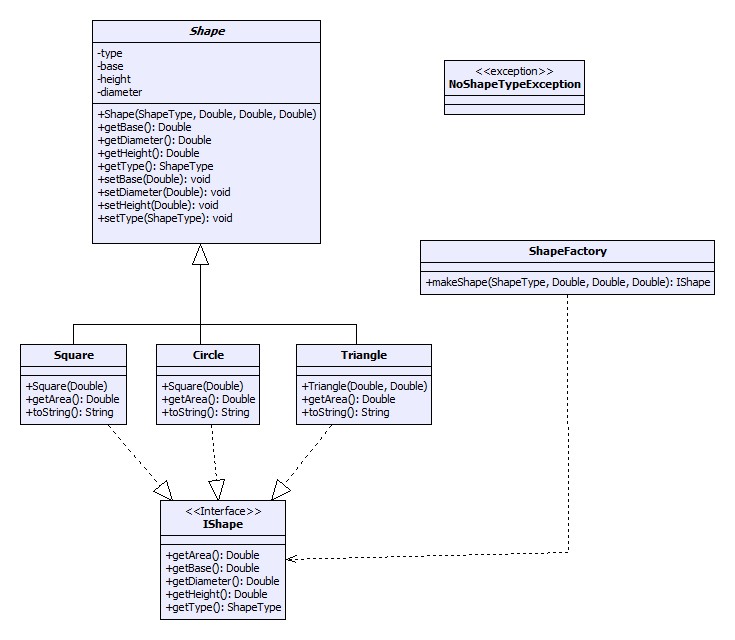 Shape
-type
-base
-height
-diameter
+Shape(ShapeType, Double, Double, Double)
+getBase(): Double
+getDiameter(): Double
+getHeight(): Double
+getType(): ShapeType
+setBase(Double): void
+setDiameter(Double): void
+setHeight(Double): void
+setType(ShapeType): void
<<exception>>
NoShapeTypeException
ShapeFactory
+makeShape(ShapeType, Double, Double, Double): IShape
Square
+Square(Double)
+getArea(): Double
+toString(): String
Circle
+Square(Double)
+getArea(): Double
+toString(): String
Triangle
+Triangle(Double, Double)
+getArea(): Double
+toString(): String
<<Interface>>
IShape
+getArea(): Double
+getBase(): Double
+getDiameter(): Double
+getHeight(): Double
+getType(): ShapeType